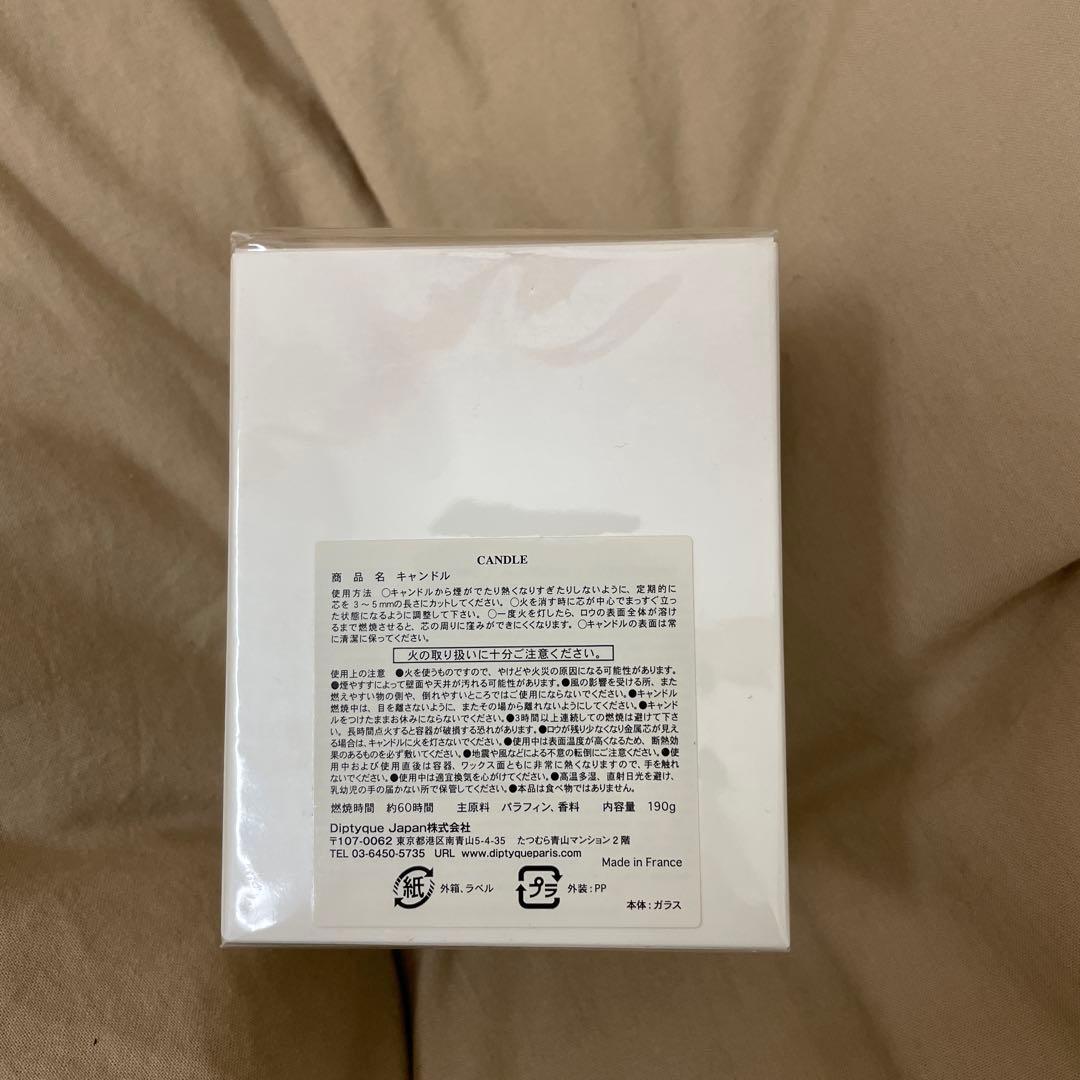 CANDLE
商品名 キャンドル
使用方法 ○キャンドルから煙がでたり熱くなりすぎたりしないように、定期的に
芯を3～5mmの長さにカットしてください。○火を消す時に芯が中心でまっすぐ立っ
た状態になるように調整して下さい。○一度火を灯したら、ロウの表面全体が溶け
るまで燃焼させると、芯の周りに窪みができにくくなります。○キャンドルの表面は常
に清潔に保ってください。
火の取り扱いに十分ご注意ください。
使用上の注意 ●火を使うものですので、やけどや火災の原因になる可能性があります。
●煙やすすによって壁面や天井が汚れる可能性があります。●風の影響を受ける所、また
燃えやすい物の側や、倒れやすいところではご使用にならないでください。●キャンドル
燃焼中は、目を離さないように、またその場から離れないようにしてください。●キャンド
ルをつけたままお休みにならないでください。●3時間以上連続しての燃焼は避けて下さ
い。長時間点火すると容器が破損する恐れがあります。●ロウが残り少なくなり金属芯が見え
る場合は、キャンドルに火を灯さないでください。●使用中は表面温度が高くなるため、断熱効
果のあるものを必ず敷いてください。●地震や風などによる不意の転倒にご注意ください。●使
用中および使用直後は容器、ワックス面ともに非常に熱くなりますので、手を触れ
ないでください。●使用中は適宜換気を心がけてください。●高温多湿、直射日光を避け、
乳幼児の手の届かない所で保管してください。●本品は食べ物ではありません。
燃焼時間 約60時間 主原料 パラフィン、香料 内容量 190g
Diptyque Japan株式会社
〒107-0062 東京都港区南青山5-4-35 たつむら青山マンション2階
TEL 03-6450-5735 URL www.diptyqueparis.com
Made in France
紙 外箱、ラベル プラ 外装：PP
本体：ガラス